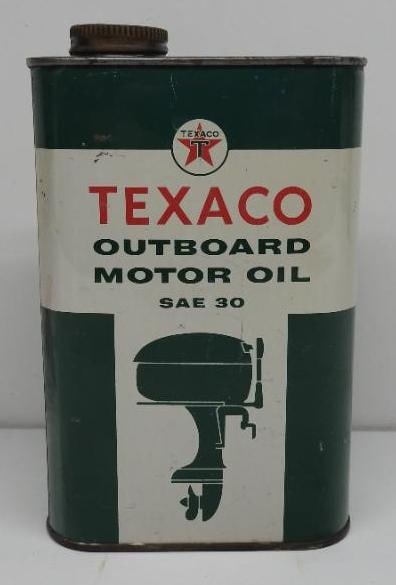 TEXACO
T
TEXACO
OUTBOARD
MOTOR OIL
SAE 30